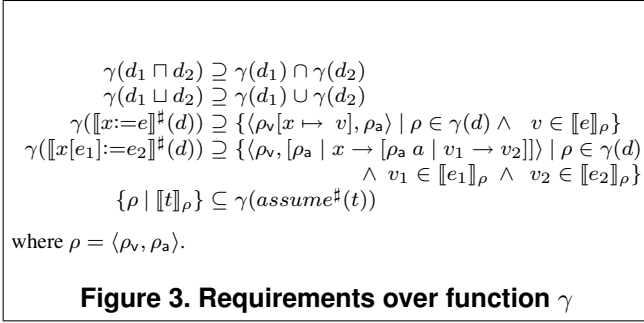 γ(d₁ ⊓ d₂) ⊇ γ(d₁) ∩ γ(d₂)
γ(d₁ ⊔ d₂) ⊇ γ(d₁) ∪ γ(d₂)
γ(⟦x:=e⟧♯(d)) ⊇ {⟨ρᵥ[x ↦ v], ρₐ⟩ | ρ ∈ γ(d) ∧ v ∈ ⟦e⟧ρ}
γ(⟦x[e₁]:=e₂⟧♯(d)) ⊇ {⟨ρᵥ, [ρₐ | x → [ρₐ a | v₁ → v₂]]⟩ | ρ ∈ γ(d)
∧ v₁ ∈ ⟦e₁⟧ρ ∧ v₂ ∈ ⟦e₂⟧ρ}
{ρ | ⟦t⟧ρ} ⊆ γ(assume♯(t))
where ρ = ⟨ρᵥ, ρₐ⟩.
Figure 3. Requirements over function γ